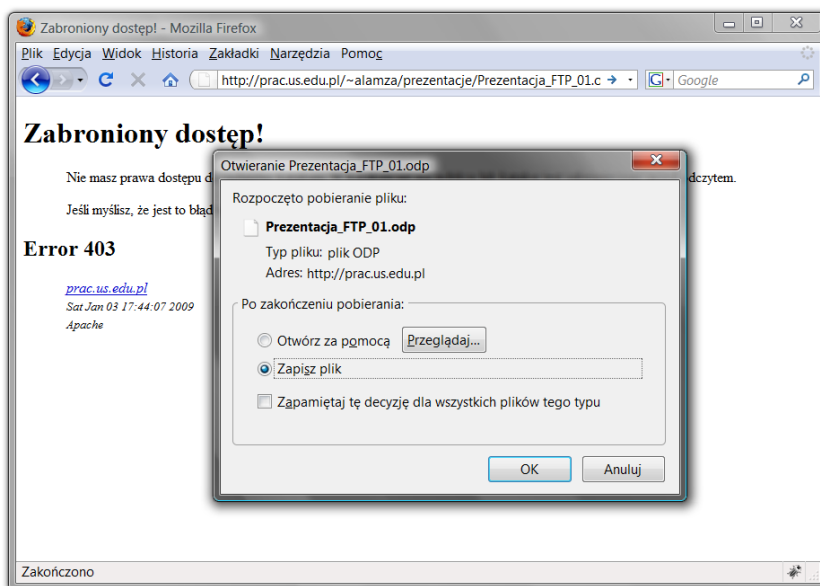 Zabroniony dostęp! - Mozilla Firefox
Plik Edycja Widok Historia Zakładki Narzędzia Pomoc
http://prac.us.edu.pl/~alamza/prezentacje/Prezentacja_FTP_01.c
G Google
Zabroniony dostęp!
Nie masz prawa dostępu d
Jeśli myślisz, że jest to błąd
Error 403
prac.us.edu.pl
Sat Jan 03 17:44:07 2009
Apache
Otwieranie Prezentacja_FTP_01.odp
Rozpoczęto pobieranie pliku:
Prezentacja_FTP_01.odp
Typ pliku: plik ODP
Adres: http://prac.us.edu.pl
Po zakończeniu pobierania:
Otwórz za pomocą Przeglądaj...
Zapisz plik
Zapamiętaj tę decyzję dla wszystkich plików tego typu
OK Anuluj
Zakończono